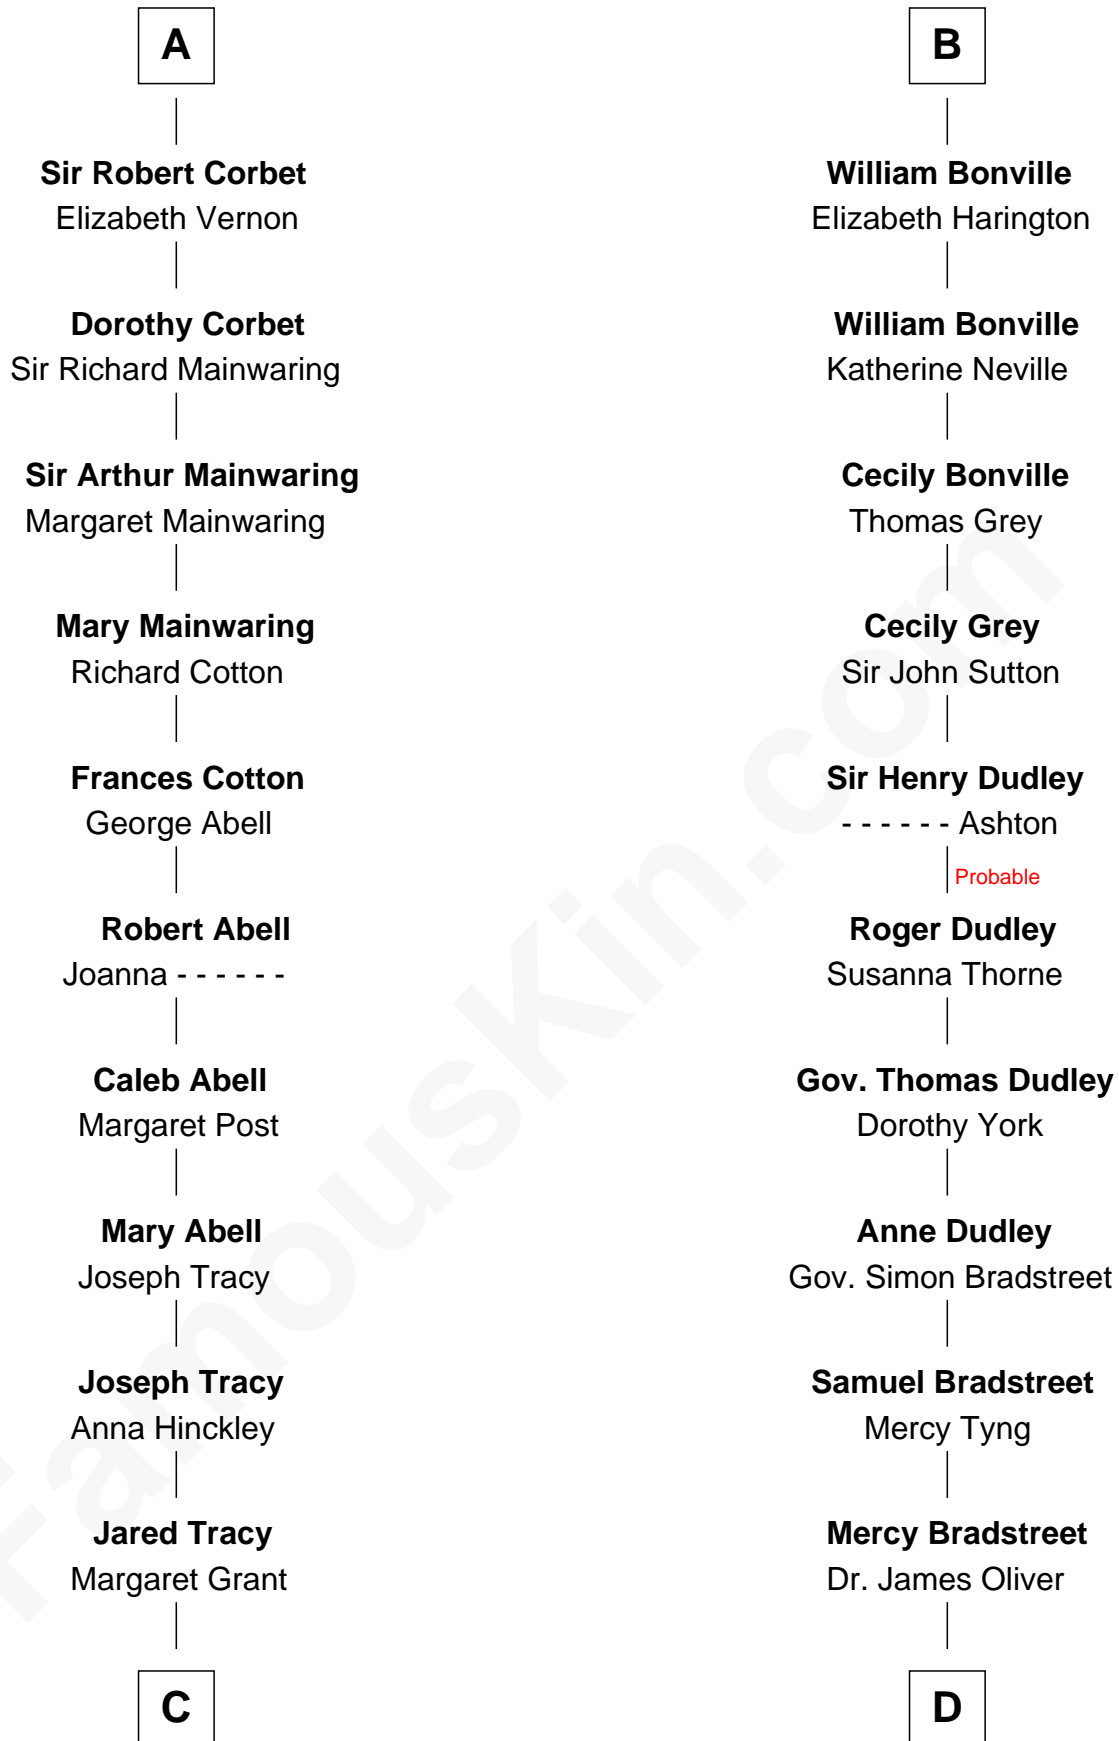 A
Sir Robert Corbet
Elizabeth Vernon
Dorothy Corbet
Sir Richard Mainwaring
Sir Arthur Mainwaring
Margaret Mainwaring
Mary Mainwaring
Richard Cotton
Frances Cotton
George Abell
Robert Abell
Joanna - - - - - -
Caleb Abell
Margaret Post
Mary Abell
Joseph Tracy
Joseph Tracy
Anna Hinckley
Jared Tracy
Margaret Grant
C
B
William Bonville
Elizabeth Harington
William Bonville
Katherine Neville
Cecily Bonville
Thomas Grey
Cecily Grey
Sir John Sutton
Sir Henry Dudley
- - - - - - Ashton
Probable
Roger Dudley
Susanna Thorne
Gov. Thomas Dudley
Dorothy York
Anne Dudley
Gov. Simon Bradstreet
Samuel Bradstreet
Mercy Tyng
Mercy Bradstreet
Dr. James Oliver
D
FamousKin.com